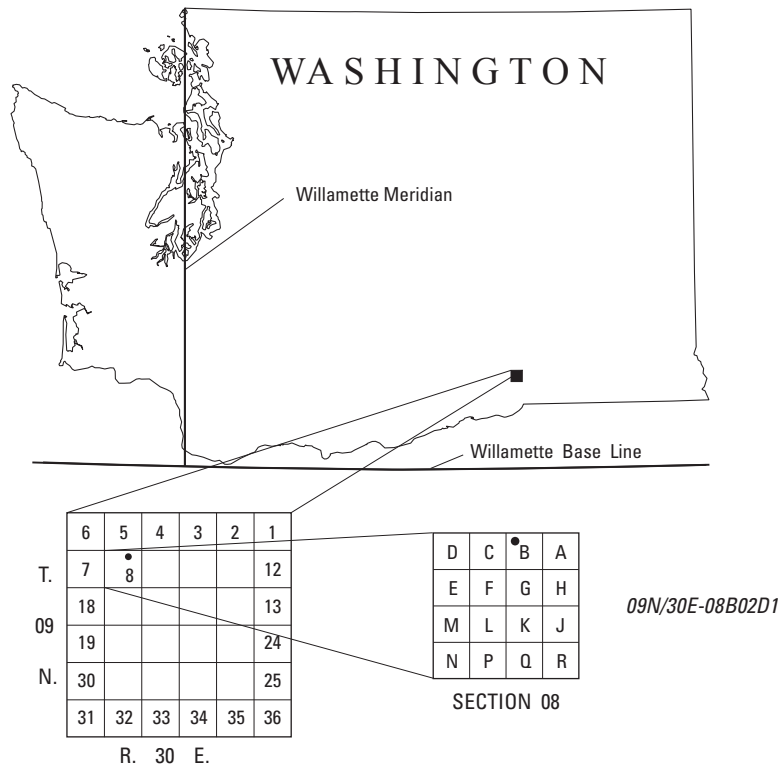 WASHINGTON
Willamette Meridian
Willamette Base Line
6 5 4 3 2 1
T. 7 8 12
18 13
09 19 24
N. 30 25
31 32 33 34 35 36
R. 30 E.
D C B A
E F G H
M L K J
N P Q R
SECTION 08
09N/30E-08B02D1